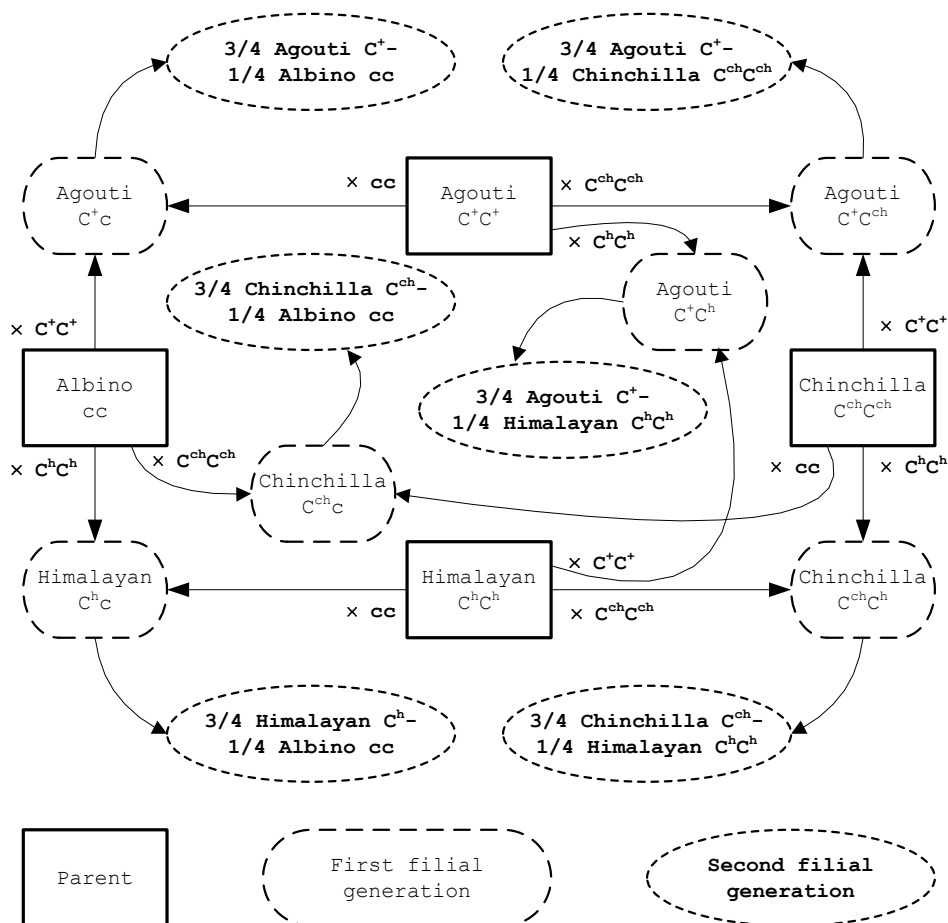 3/4 Agouti C⁺–
1/4 Albino cc
3/4 Agouti C⁺–
1/4 Chinchilla CᶜʰCᶜʰ
Agouti
C⁺c
× cc
Agouti
C⁺C⁺
× CᶜʰCᶜʰ
Agouti
C⁺Cᶜʰ
× CʰCʰ
3/4 Chinchilla Cᶜʰ–
1/4 Albino cc
Agouti
C⁺Cʰ
× C⁺C⁺
× C⁺C⁺
Albino
cc
3/4 Agouti C⁺–
1/4 Himalayan CʰCʰ
Chinchilla
CᶜʰCᶜʰ
× CʰCʰ
× CᶜʰCᶜʰ
Chinchilla
Cᶜʰc
× cc
× CʰCʰ
Himalayan
Cʰc
× cc
Himalayan
CʰCʰ
× C⁺C⁺
× CᶜʰCᶜʰ
Chinchilla
CᶜʰCʰ
3/4 Himalayan Cʰ–
1/4 Albino cc
3/4 Chinchilla Cᶜʰ–
1/4 Himalayan CʰCʰ
Parent
First filial
generation
Second filial
generation